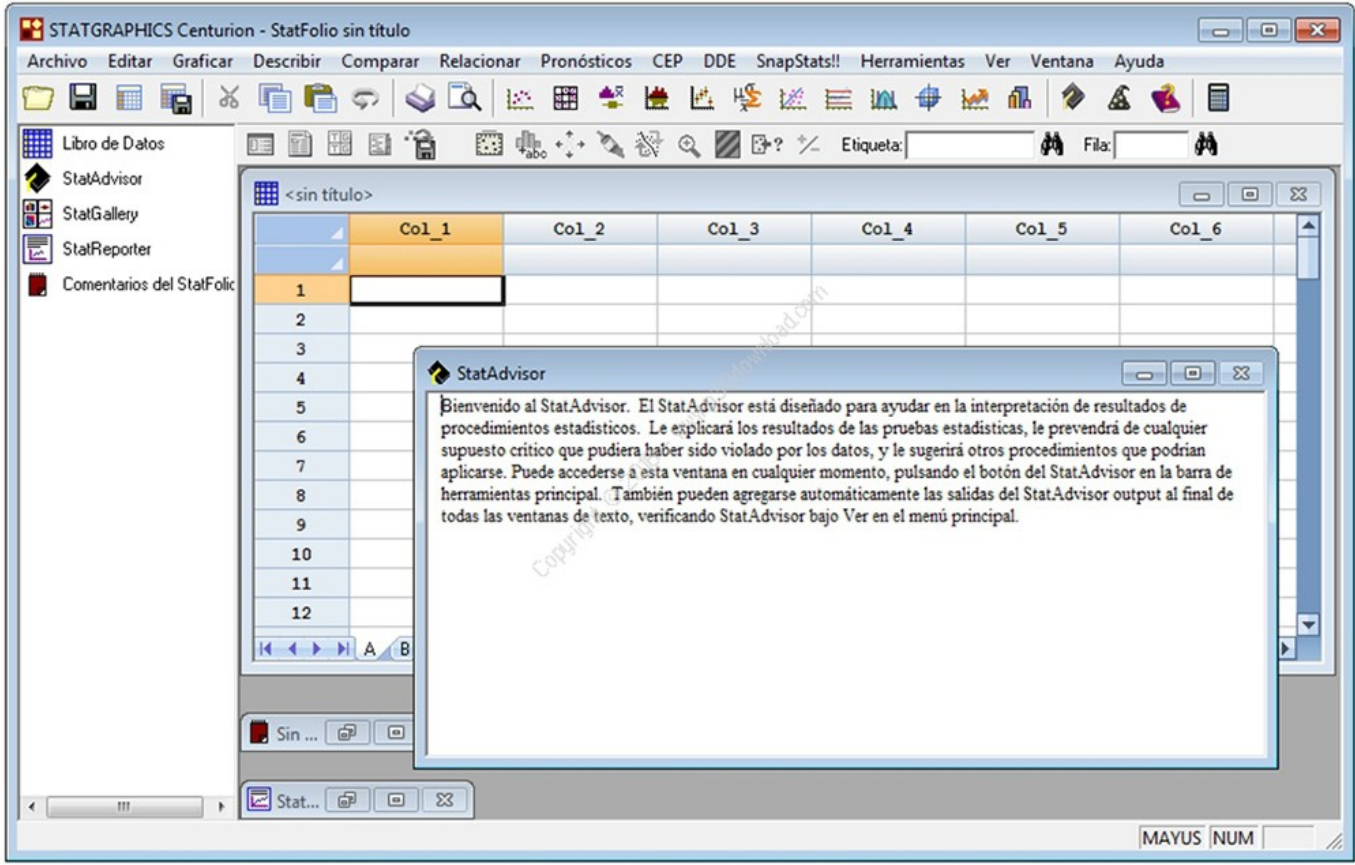 STATGRAPHICS Centurion - StatFolio sin título
Archivo Editar Graficar Describir Comparar Relacionar Pronósticos CEP DDE SnapStats!! Herramientas Ver Ventana Ayuda
Etiqueta: Fila:
Libro de Datos
StatAdvisor
StatGallery
StatReporter
Comentarios del StatFolio
<sin título>
Col_1 Col_2 Col_3 Col_4 Col_5 Col_6
1
2
3
4
5
6
7
8
9
10
11
12
A B
StatAdvisor
Bienvenido al StatAdvisor. El StatAdvisor está diseñado para ayudar en la interpretación de resultados de
procedimientos estadísticos. Le explicará los resultados de las pruebas estadísticas, le prevendrá de cualquier
supuesto crítico que pudiera haber sido violado por los datos, y le sugerirá otros procedimientos que podrían
aplicarse. Puede accederse a esta ventana en cualquier momento, pulsando el botón del StatAdvisor en la barra de
herramientas principal. También pueden agregarse automáticamente las salidas del StatAdvisor output al final de
todas las ventanas de texto, verificando StatAdvisor bajo Ver en el menú principal.
Sin ...
Stat...
MAYUS NUM